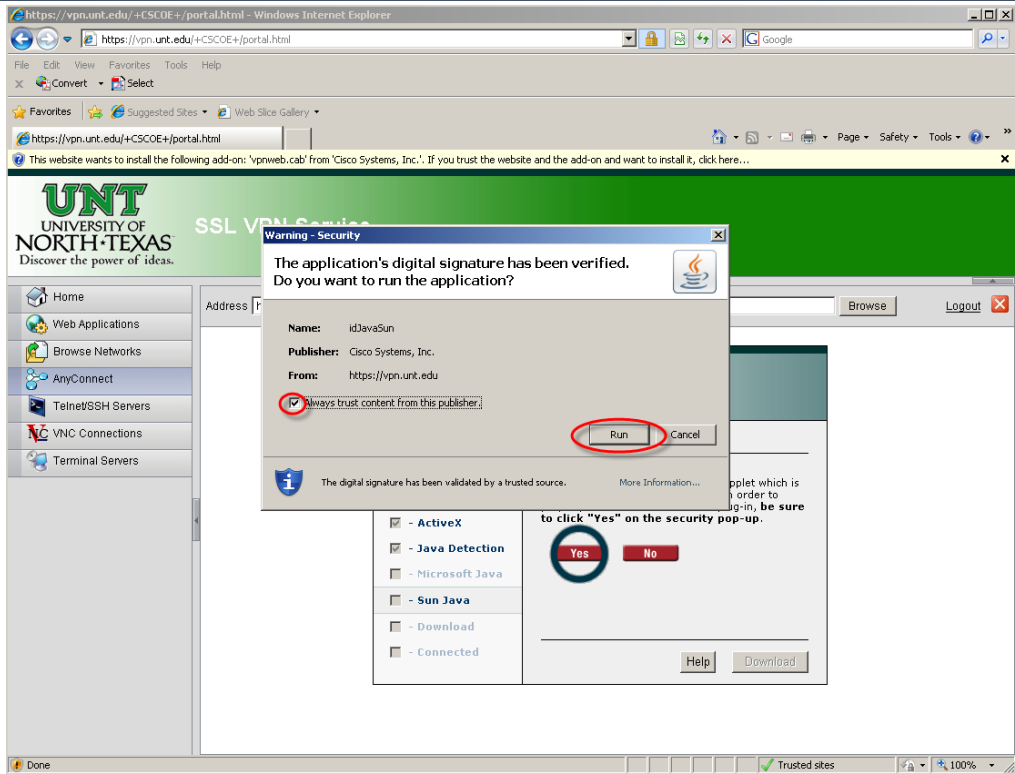 https://vpn.unt.edu/+CSCOE+/portal.html - Windows Internet Explorer
https://vpn.unt.edu/+CSCOE+/portal.html
Google
File Edit View Favorites Tools Help
x Convert Select
Favorites Suggested Sites Web Slice Gallery
https://vpn.unt.edu/+CSCOE+/portal.html
Page Safety Tools »
This website wants to install the following add-on: 'vpnweb.cab' from 'Cisco Systems, Inc.'. If you trust the website and the add-on and want to install it, click here...
UNT
UNIVERSITY OF
NORTH★TEXAS
Discover the power of ideas.
SSL VPN Service
Home
Web Applications
Browse Networks
AnyConnect
Telnet/SSH Servers
VNC Connections
Terminal Servers
Address
Browse
Logout
Warning - Security
The application's digital signature has been verified.
Do you want to run the application?
Name: idJavaSun
Publisher: Cisco Systems, Inc.
From: https://vpn.unt.edu
Always trust content from this publisher.
Run Cancel
The digital signature has been validated by a trusted source. More Information...
- ActiveX
- Java Detection
- Microsoft Java
- Sun Java
- Download
- Connected
which is
order to
be sure
to click "Yes" on the security pop-up.
Yes No
Help Download
Done
Trusted sites
100%